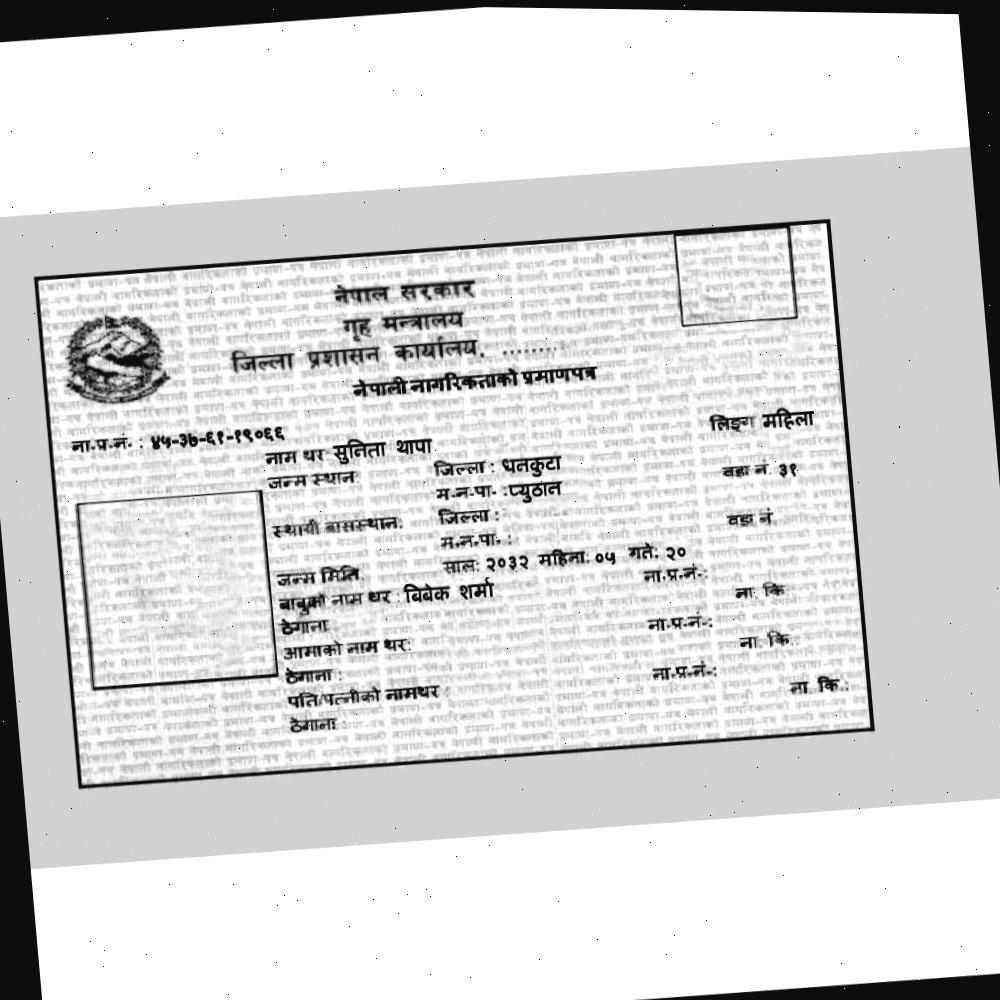 नेपाल सरकार
गृह मन्त्रालय
जिल्ला प्रशासन कार्यालय. .........
नेपाली नागरिकताको प्रमाणपत्र
ना.प्र.नं. : ४५-३७-६१-१९०६६
लिङ्ग महिला
नाम थर सुनिता थापा
जन्म स्थान: जिल्ला : धनकुटा वडा नं. ३१
म.न.पा. :प्युठान
स्थायी बासस्थान: जिल्ला : वडा नं.
म.न.पा. :
जन्म मिति साल: २०३२ महिना: ०५ गते: २०
बाबुको नाम थर : बिबेक शर्मा ना.प्र.नं.:
ठेगाना ना. कि.
आमाको नाम थर: ना.प्र.नं.:
ठेगाना : ना. कि.
पति/पत्नीको नामथर : ना.प्र.नं.:
ठेगाना: ना. कि.: